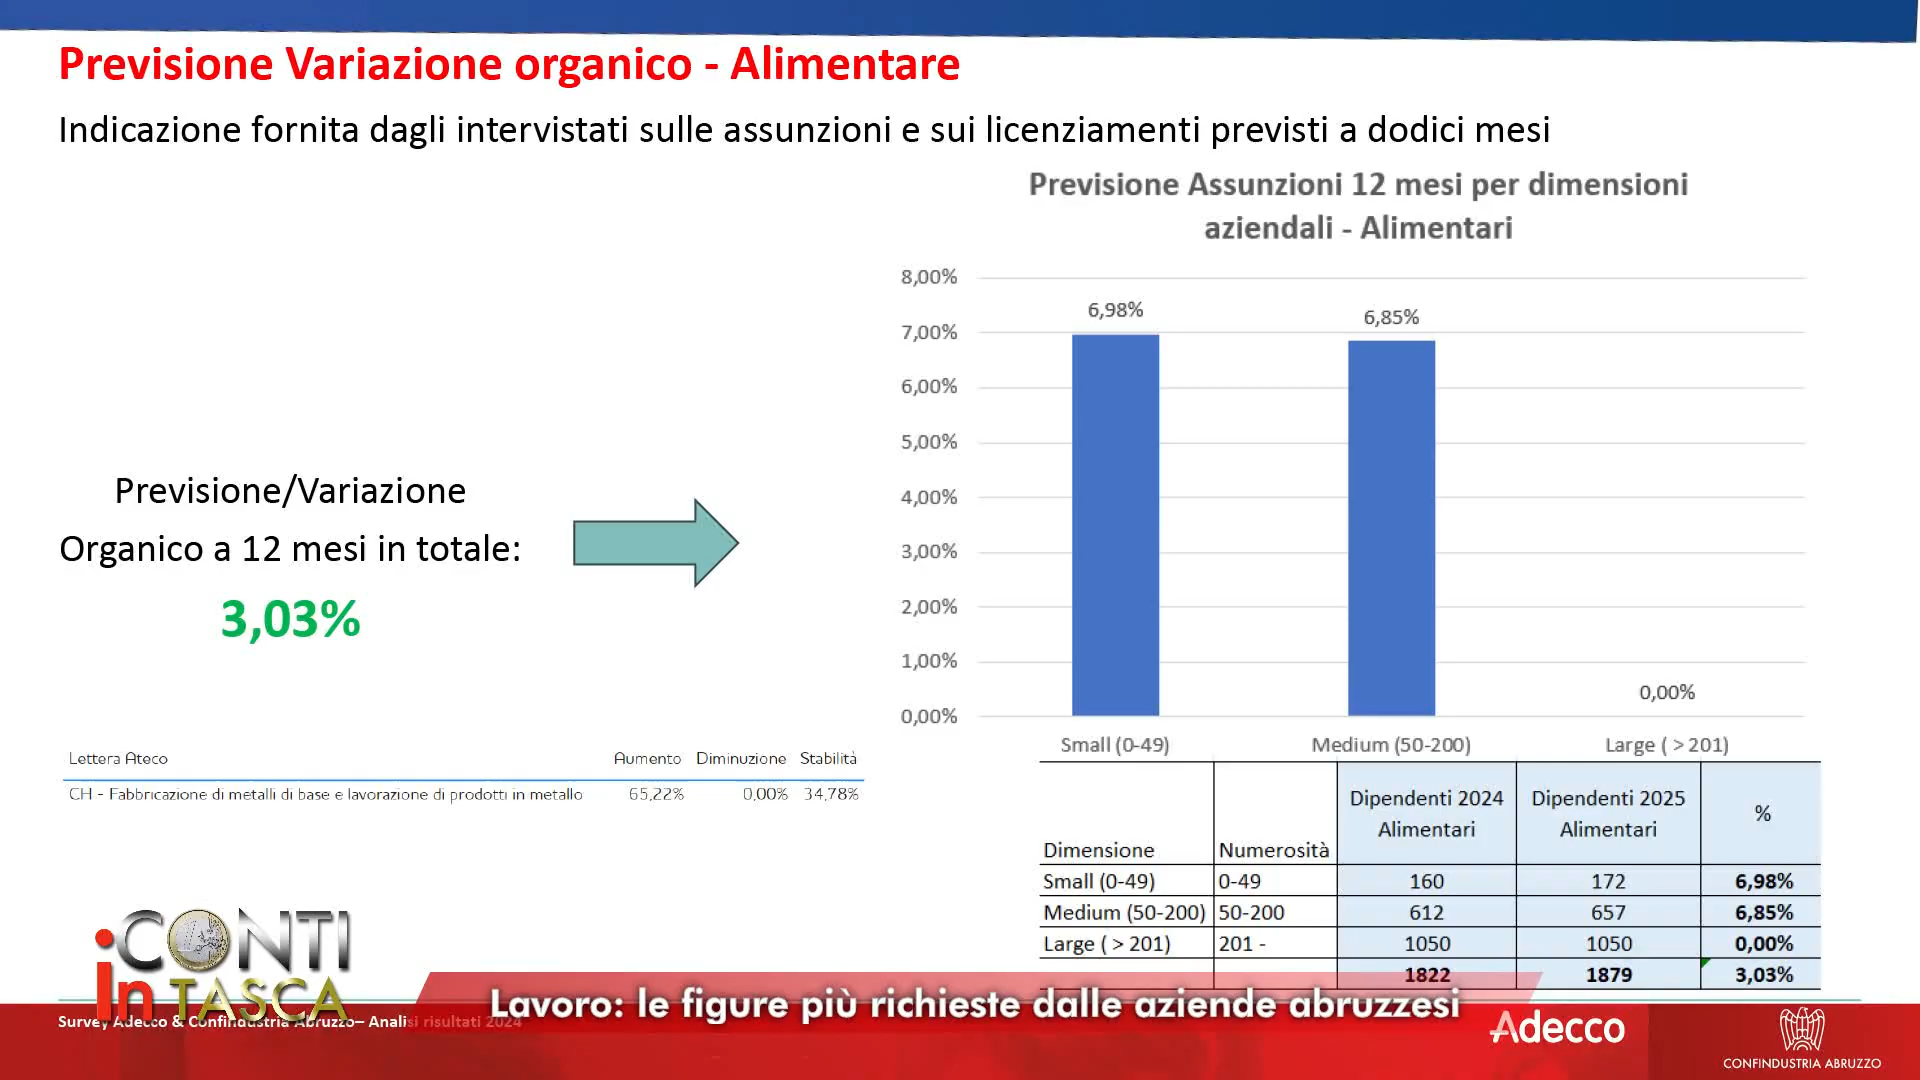 Previsione Variazione organico - Alimentare
Indicazione fornita dagli intervistati sulle assunzioni e sui licenziamenti previsti a dodici mesi
Previsione Assunzioni 12 mesi per dimensioni
aziendali - Alimentari
8,00%
7,00%
6,00%
5,00%
4,00%
3,00%
2,00%
1,00%
0,00%
6,98%
6,85%
0,00%
Small (0-49) Medium (50-200) Large ( > 201)
Previsione/Variazione
Organico a 12 mesi in totale:
3,03%
Lettera Ateco Aumento Diminuzione Stabilità
CH - Fabbricazione di metalli di base e lavorazione di prodotti in metallo 65,22% 0,00% 34,78%
Dimensione Numerosità Dipendenti 2024 Alimentari Dipendenti 2025 Alimentari %
Small (0-49) 0-49 160 172 6,98%
Medium (50-200) 50-200 612 657 6,85%
Large ( > 201) 201 - 1050 1050 0,00%
1822 1879 3,03%
i CONTI
In TASCA
Lavoro: le figure più richieste dalle aziende abruzzesi
Survey Adecco & Confindustria Abruzzo– Analisi risultati 2024
Adecco
CONFINDUSTRIA ABRUZZO